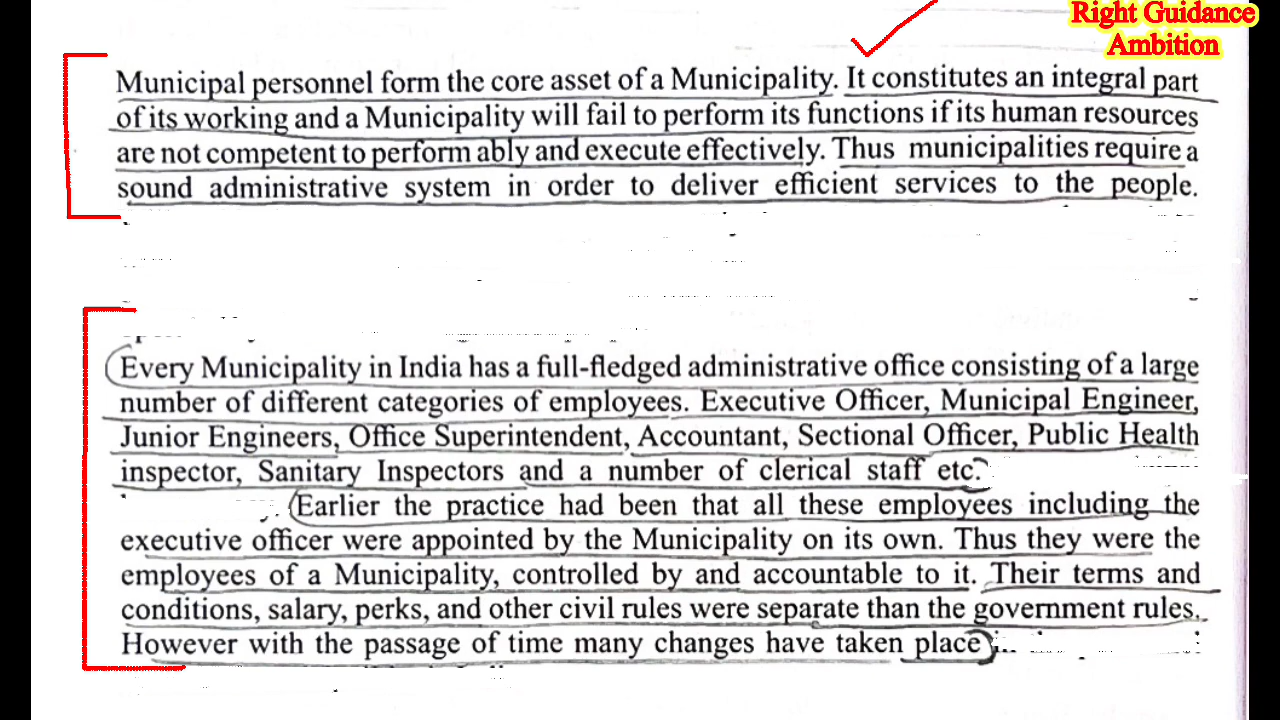 Right Guidance
Ambition
Municipal personnel form the core asset of a Municipality. It constitutes an integral part
of its working and a Municipality will fail to perform its functions if its human resources
are not competent to perform ably and execute effectively. Thus municipalities require a
sound administrative system in order to deliver efficient services to the people.
Every Municipality in India has a full-fledged administrative office consisting of a large
number of different categories of employees. Executive Officer, Municipal Engineer,
Junior Engineers, Office Superintendent, Accountant, Sectional Officer, Public Health
inspector, Sanitary Inspectors and a number of clerical staff etc.
Earlier the practice had been that all these employees including the
executive officer were appointed by the Municipality on its own. Thus they were the
employees of a Municipality, controlled by and accountable to it. Their terms and
conditions, salary, perks, and other civil rules were separate than the government rules.
However with the passage of time many changes have taken place